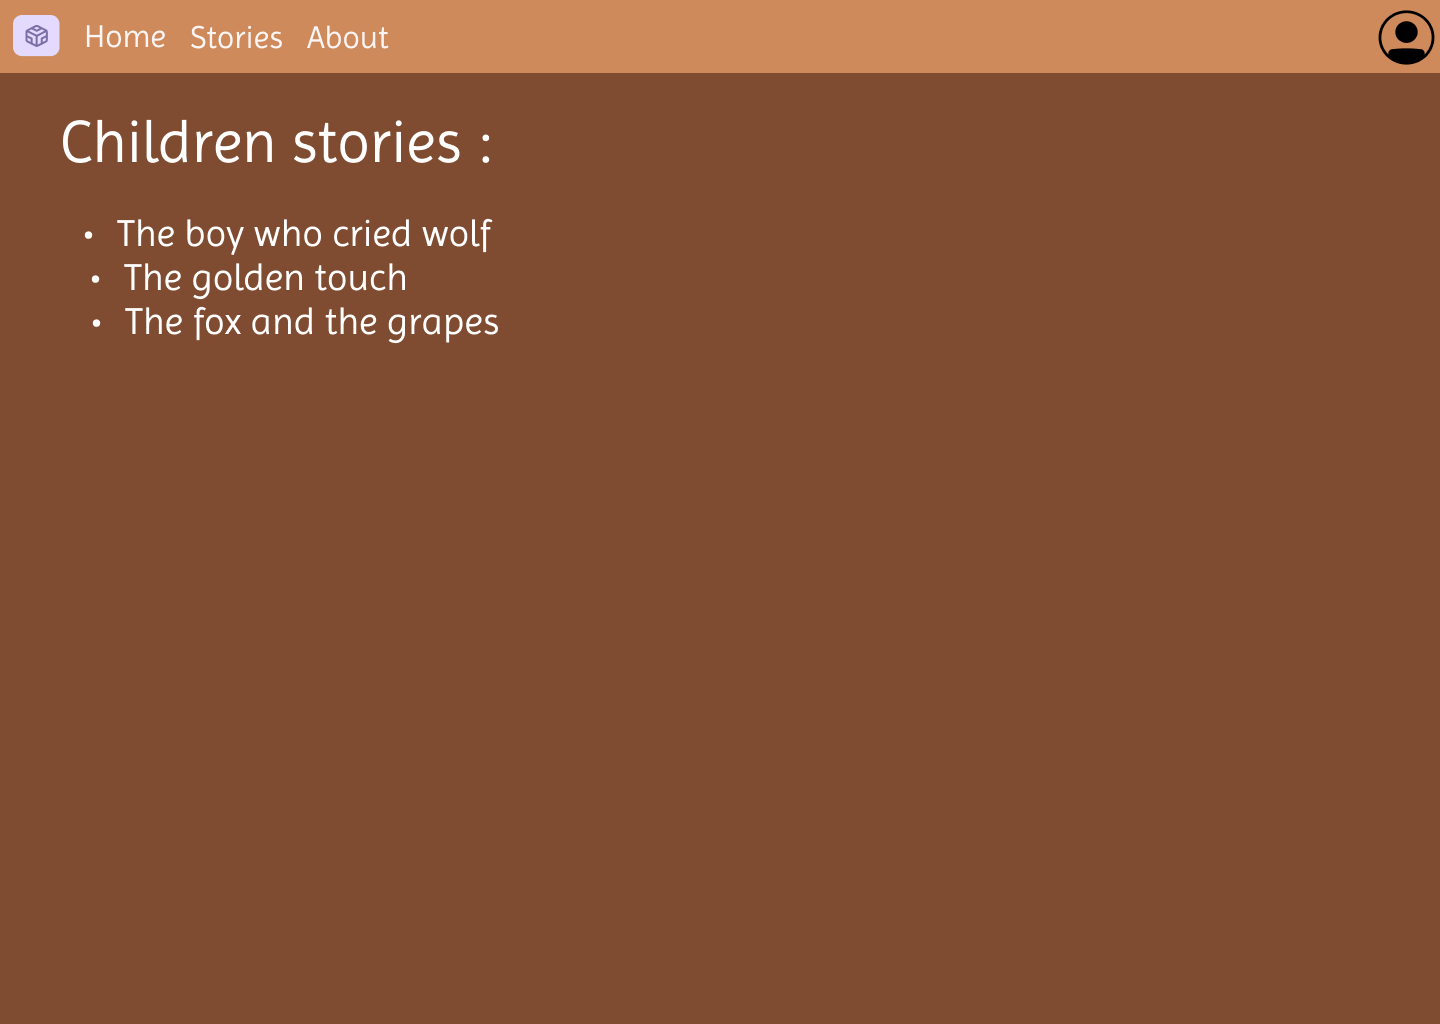 Home Stories About
Children stories :
• The boy who cried wolf
• The golden touch
• The fox and the grapes